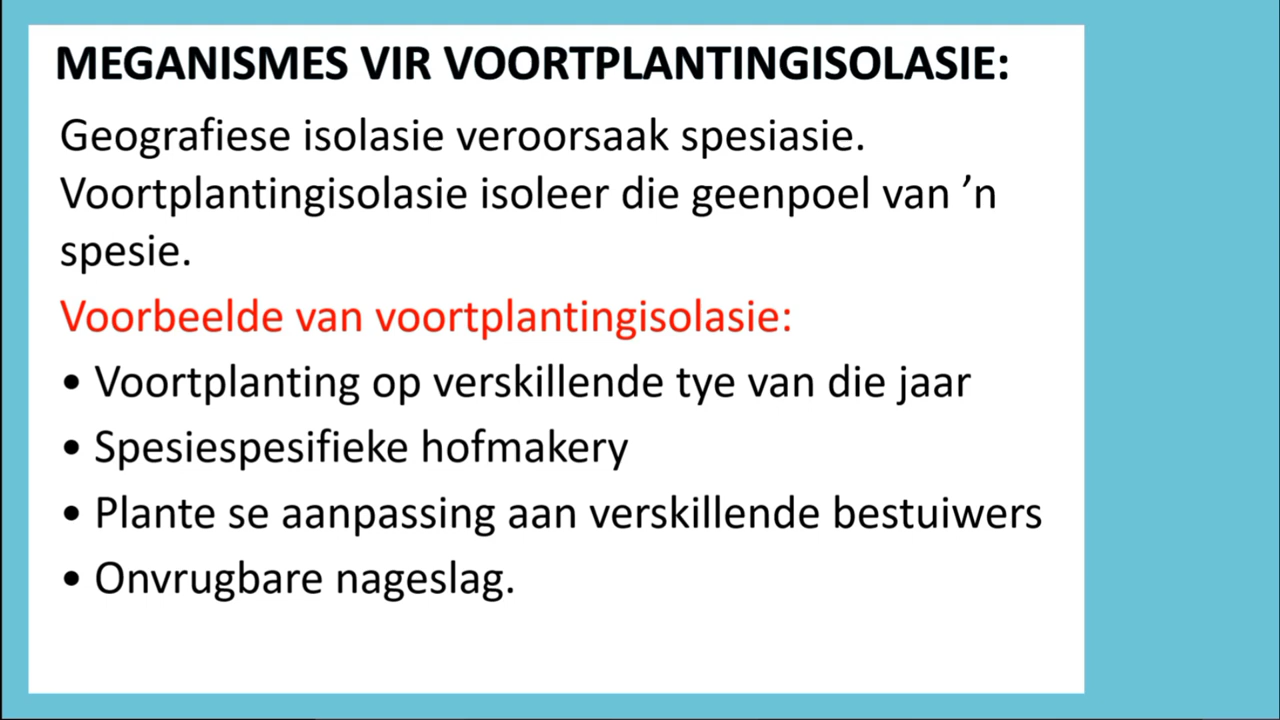 MEGANISMES VIR VOORTPLANTINGISOLASIE:
Geografiese isolasie veroorsaak spesiasie.
Voortplantingisolasie isoleer die geenpoel van ’n
spesie.
Voorbeelde van voortplantingisolasie:
• Voortplanting op verskillende tye van die jaar
• Spesiespesifieke hofmakery
• Plante se aanpassing aan verskillende bestuiwers
• Onvrugbare nageslag.